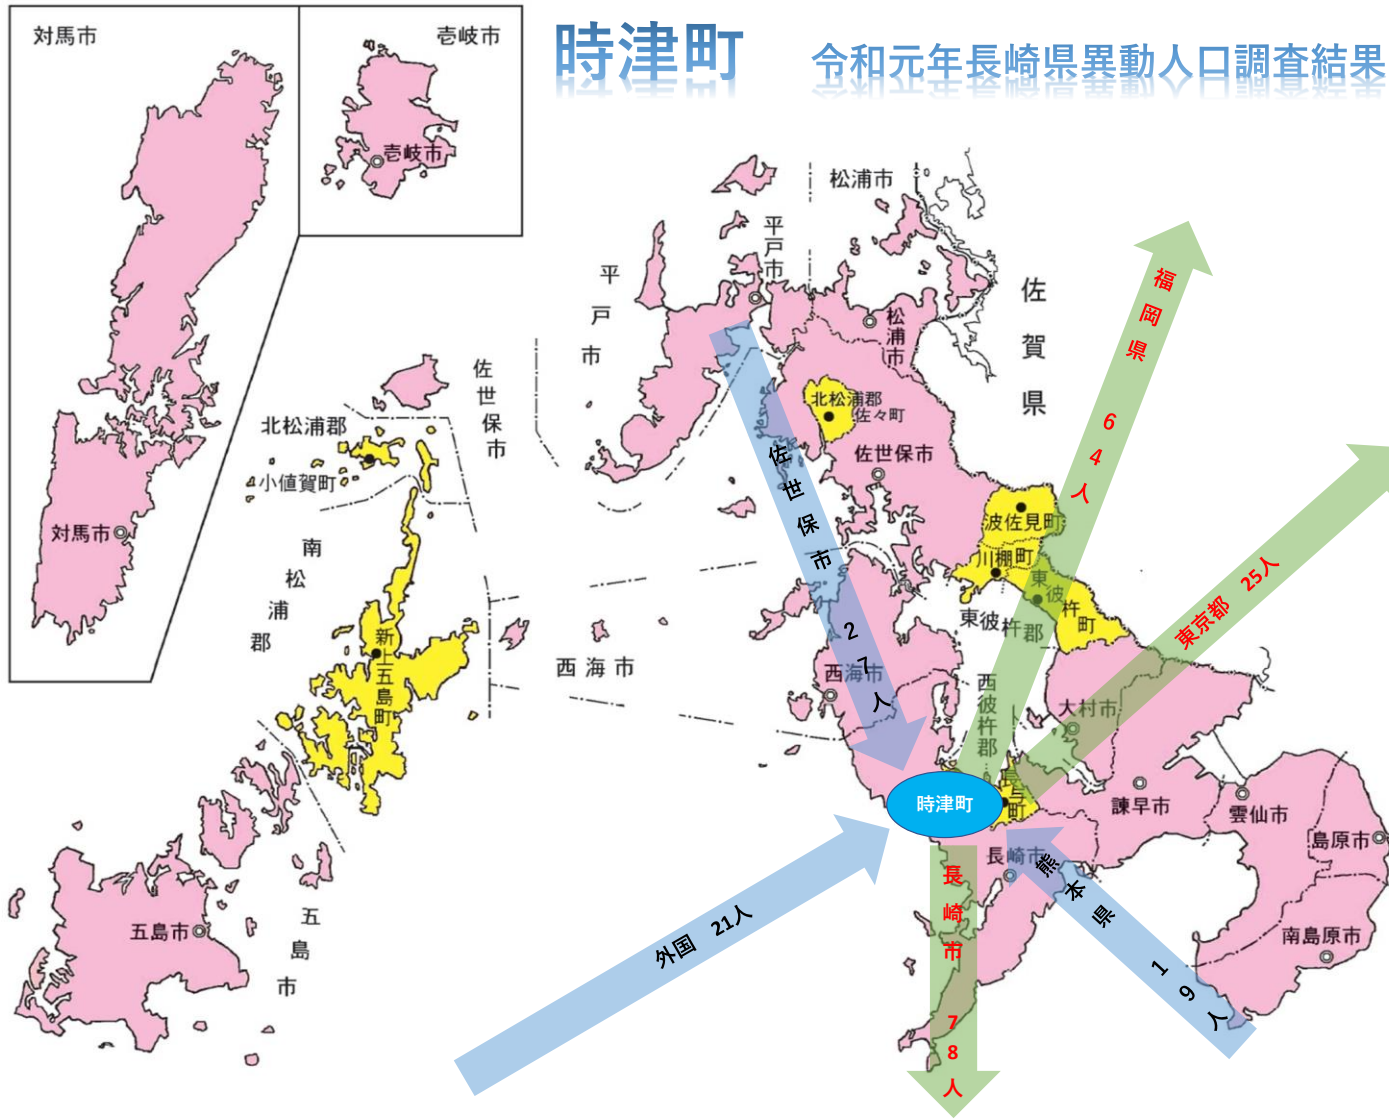 時津町
令和元年長崎県異動人口調査結果
対馬市
壱岐市
壱岐市
対馬市
松浦市
平戸市
平戸市
佐賀県
松浦市
福岡県 64人
佐世保市
北松浦郡
小値賀町
北松浦郡
佐々町
佐世保市
佐世保市 27人
波佐見町
川棚町
東彼杵町
東彼杵郡
東京都 25人
南松浦郡
新上五島町
西海市
西海市
西彼杵郡
大村市
長与町
時津町
諫早市
雲仙市
島原市
長崎市
長崎市 78人
熊本県 19人
外国 21人
五島市
五島市
南島原市